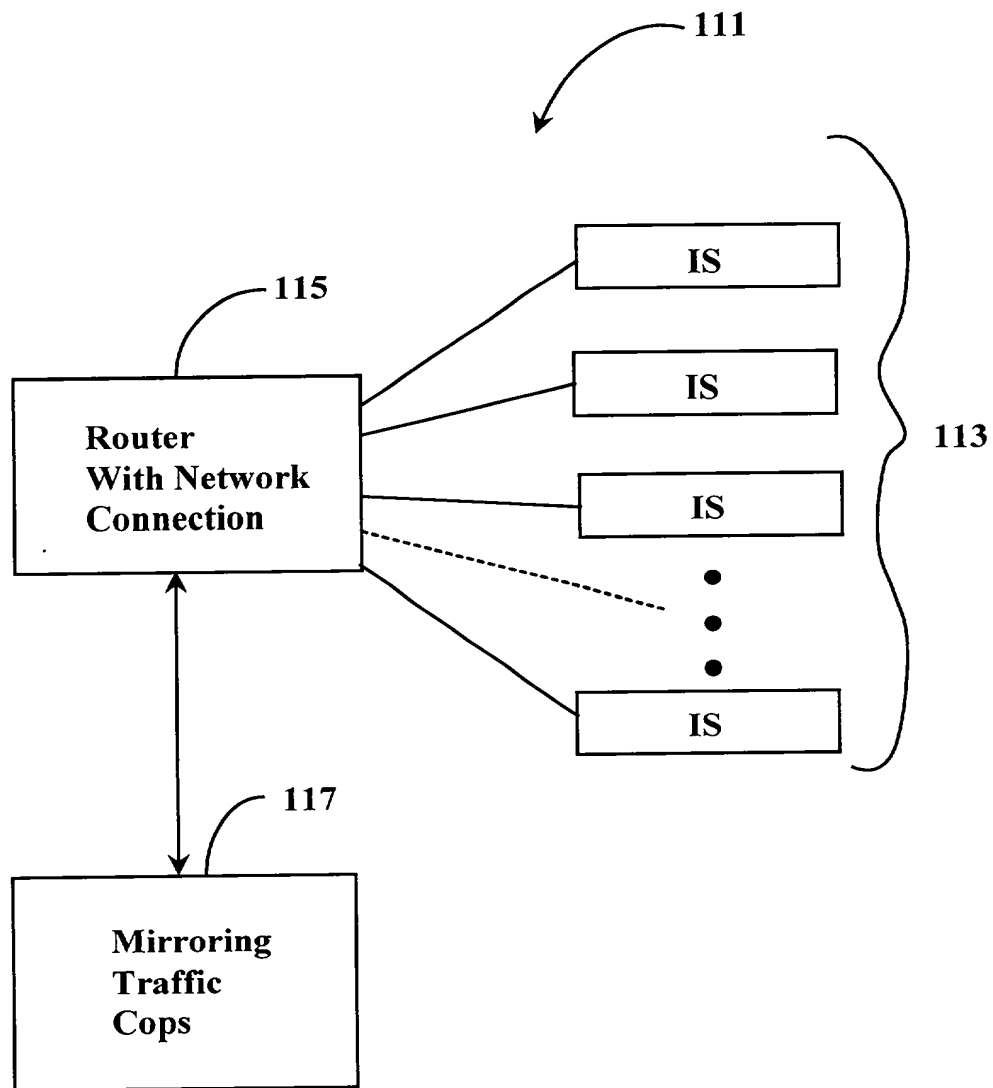 111
IS
115
IS
Router
With Network
Connection
113
IS
IS
117
Mirroring
Traffic
Cops